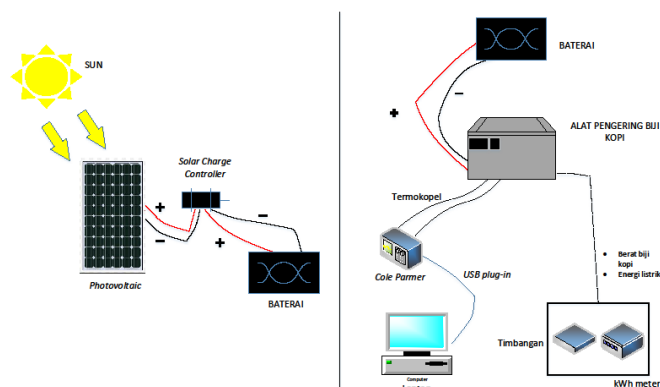 SUN
Solar Charge
Controller
+
−
−
+
Photovoltaic
BATERAI
BATERAI
+
−
ALAT PENGERING BIJI
KOPI
Termokopel
Cole Parmer
USB plug-in
• Berat biji
kopi
• Energi listrik
Timbangan
Computer
kWh meter